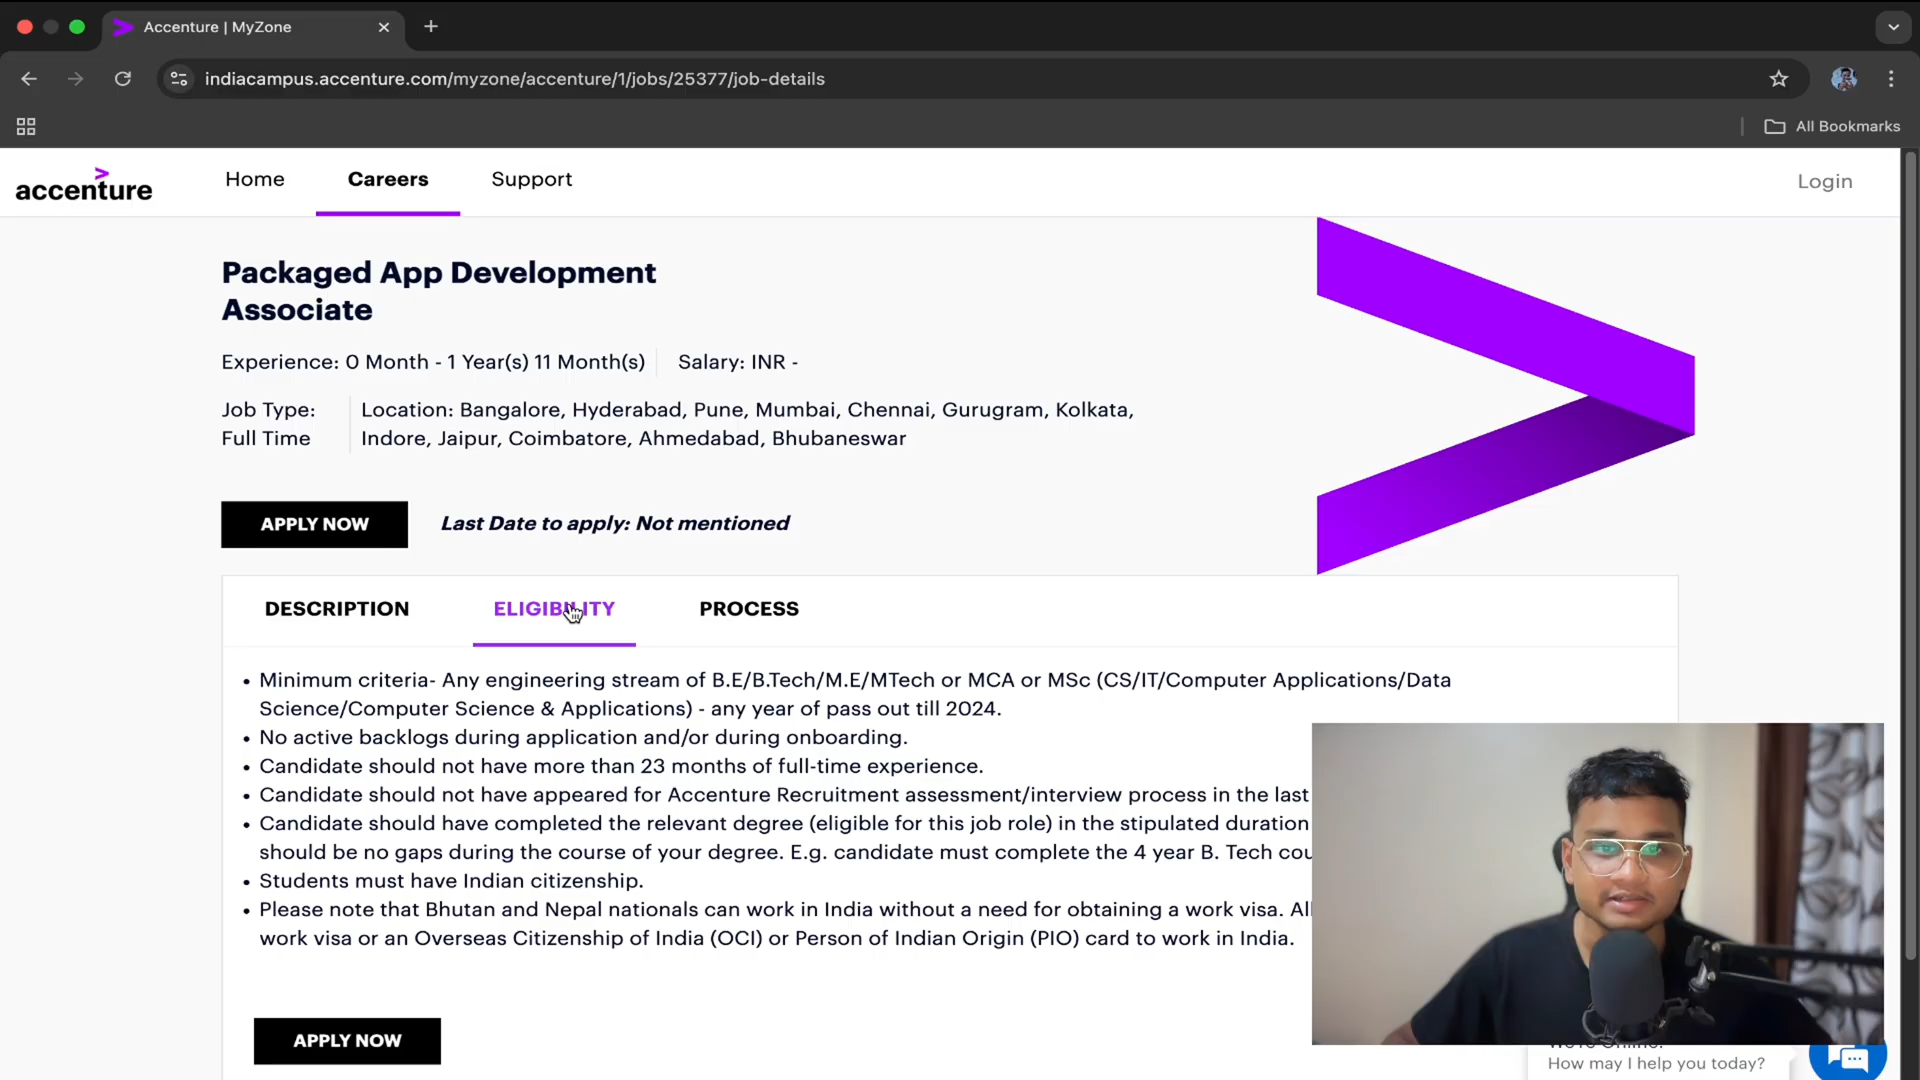 Accenture | MyZone
indiacampus.accenture.com/myzone/accenture/1/jobs/25377/job-details
All Bookmarks
accenture
Home
Careers
Support
Login
Packaged App Development
Associate
Experience: 0 Month - 1 Year(s) 11 Month(s)
Salary: INR -
Job Type:
Full Time
Location: Bangalore, Hyderabad, Pune, Mumbai, Chennai, Gurugram, Kolkata,
Indore, Jaipur, Coimbatore, Ahmedabad, Bhubaneswar
APPLY NOW
Last Date to apply: Not mentioned
DESCRIPTION
ELIGIBILITY
PROCESS
• Minimum criteria- Any engineering stream of B.E/B.Tech/M.E/MTech or MCA or MSc (CS/IT/Computer Applications/Data
Science/Computer Science & Applications) - any year of pass out till 2024.
• No active backlogs during application and/or during onboarding.
• Candidate should not have more than 23 months of full-time experience.
• Candidate should not have appeared for Accenture Recruitment assessment/interview process in the last
• Candidate should have completed the relevant degree (eligible for this job role) in the stipulated duration
should be no gaps during the course of your degree. E.g. candidate must complete the 4 year B. Tech
• Students must have Indian citizenship.
• Please note that Bhutan and Nepal nationals can work in India without a need for obtaining a work visa.
work visa or an Overseas Citizenship of India (OCI) or Person of Indian Origin (PIO) card to work in India.
APPLY NOW
We're Online!
How may I help you today?